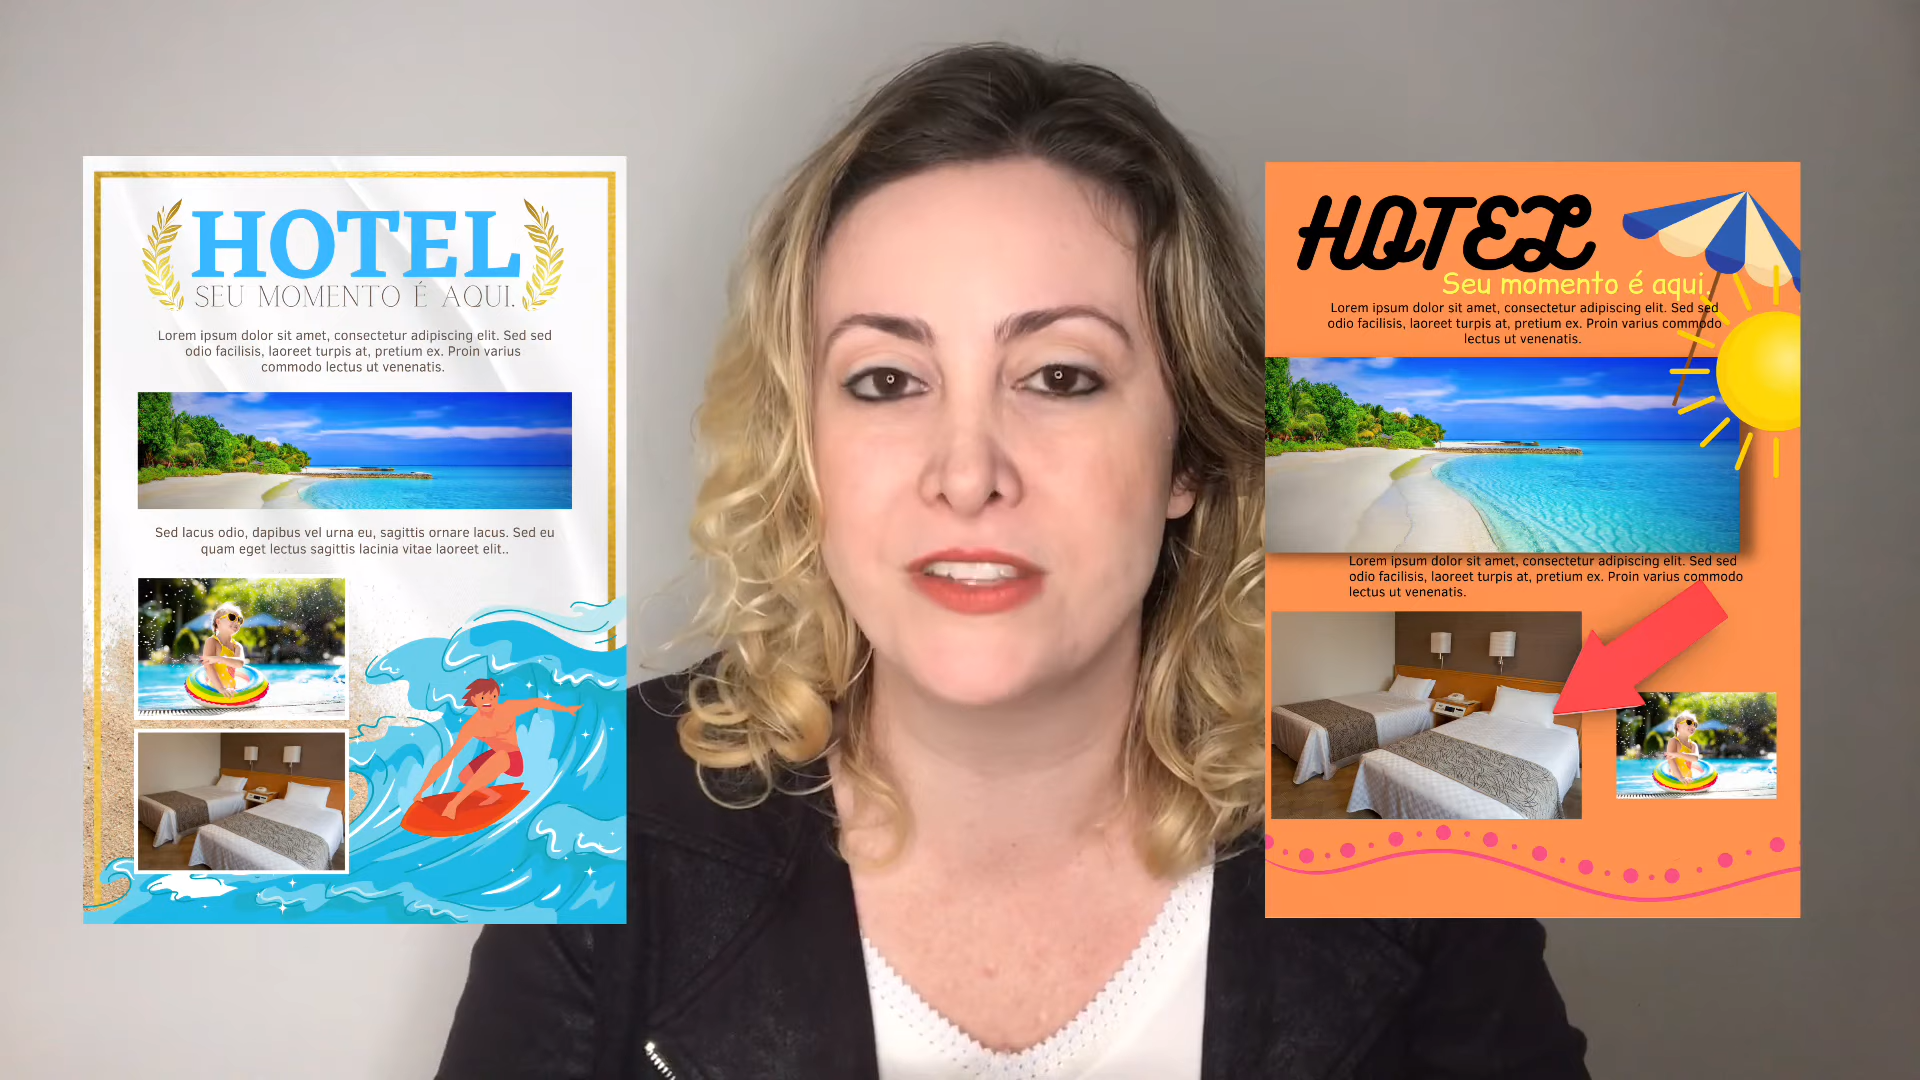 HOTEL
SEU MOMENTO É AQUI.
Lorem ipsum dolor sit amet, consectetur adipiscing elit. Sed sed
odio facilisis, laoreet turpis at, pretium ex. Proin varius
commodo lectus ut venenatis.
Sed lacus odio, dapibus vel urna eu, sagittis ornare lacus. Sed eu
quam eget lectus sagittis lacinia vitae laoreet elit..
HOTEL
Seu momento é aqui.
Lorem ipsum dolor sit amet, consectetur adipiscing elit. Sed sed
odio facilisis, laoreet turpis at, pretium ex. Proin varius commodo
lectus ut venenatis.
Lorem ipsum dolor sit amet, consectetur adipiscing elit. Sed sed
odio facilisis, laoreet turpis at, pretium ex. Proin varius commodo
lectus ut venenatis.